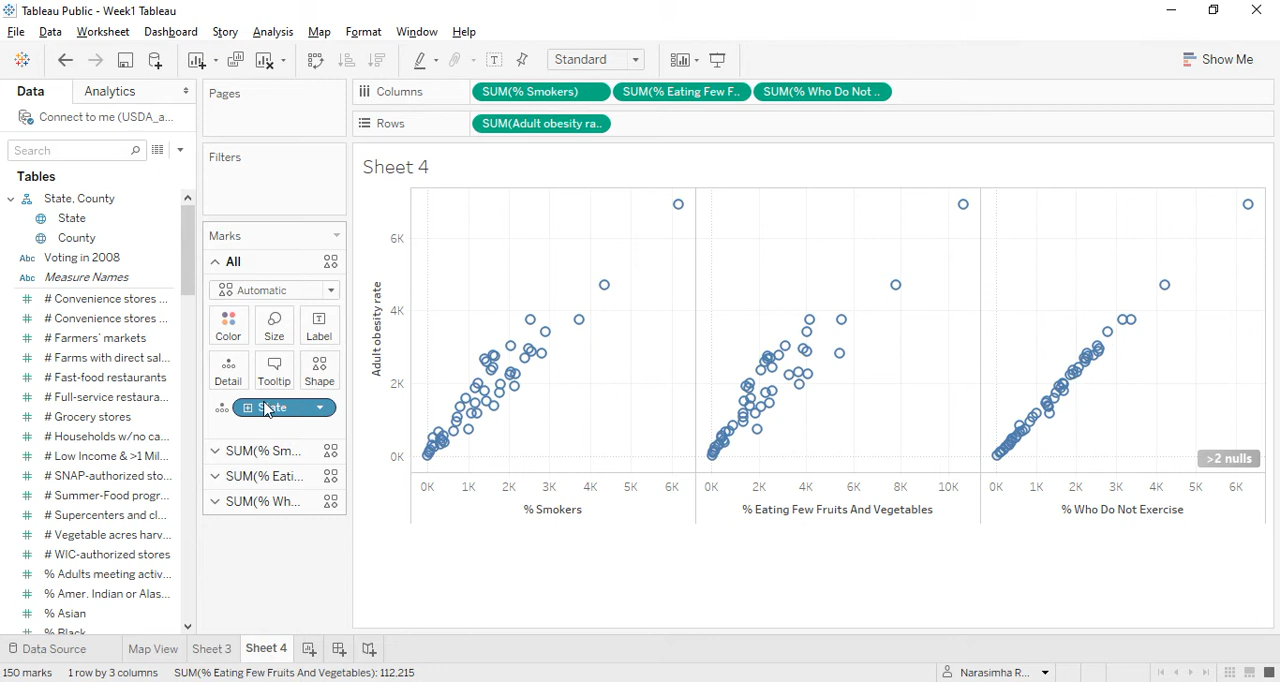 Tableau Public - Week1 Tableau
File Data Worksheet Dashboard Story Analysis Map Format Window Help
Standard
Show Me
Data Analytics
Connect to me (USDA_a...
Search
Tables
State, County
State
County
Abc Voting in 2008
Abc Measure Names
# # Convenience stores ...
# # Convenience stores ...
# # Farmers' markets
# # Farms with direct sal...
# # Fast-food restaurants
# # Full-service restaura...
# # Grocery stores
# # Households w/no ca...
# # Low Income & >1 Mil...
# # SNAP-authorized sto...
# # Summer-Food progr...
# # Supercenters and cl...
# # Vegetable acres harv...
# # WIC-authorized stores
# % Adults meeting activ...
# % Amer. Indian or Alas...
# % Asian
# % Black
Pages
Filters
Marks
All
Automatic
Color Size Label
Detail Tooltip Shape
State
SUM(% Sm...
SUM(% Eati...
SUM(% Wh...
Columns SUM(% Smokers) SUM(% Eating Few F.. SUM(% Who Do Not ..
Rows SUM(Adult obesity ra..
Sheet 4
Adult obesity rate
6K
4K
2K
0K
>2 nulls
0K 1K 2K 3K 4K 5K 6K 0K 2K 4K 6K 8K 10K 0K 1K 2K 3K 4K 5K 6K
% Smokers % Eating Few Fruits And Vegetables % Who Do Not Exercise
Data Source Map View Sheet 3 Sheet 4
150 marks 1 row by 3 columns SUM(% Eating Few Fruits And Vegetables): 112,215 Narasimha R...